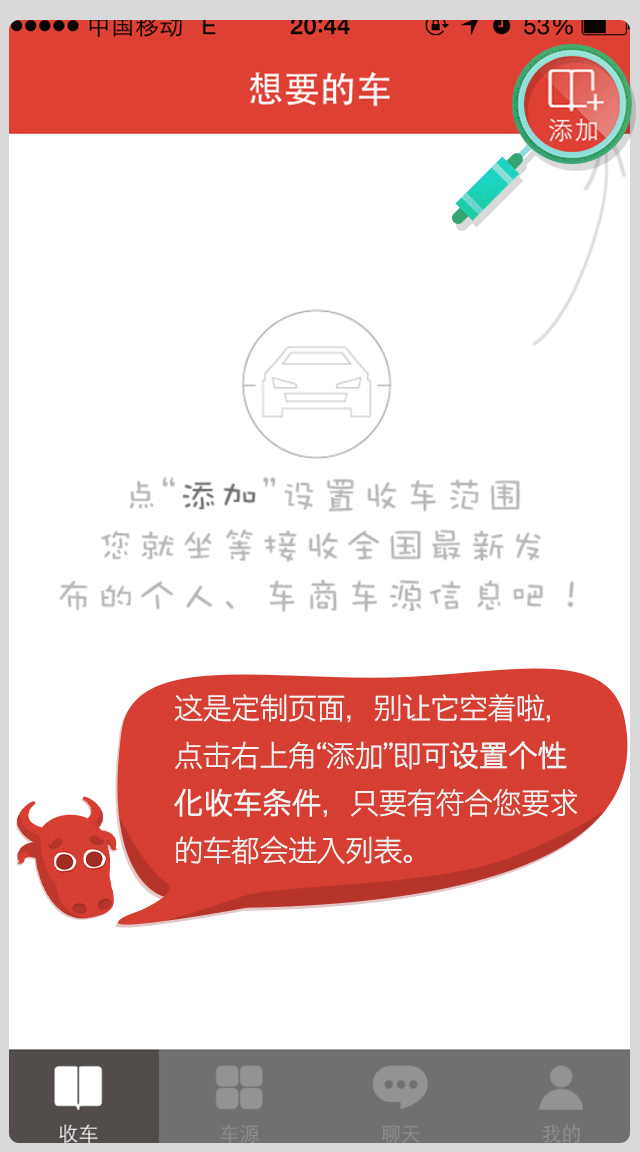 中国移动 E 20:44 53%
想要的车
添加
点“添加”设置收车范围
您就坐等接收全国最新发
布的个人、车商车源信息吧！
这是定制页面，别让它空着啦，
点击右上角“添加”即可设置个性
化收车条件，只要有符合您要求
的车都会进入列表。
收车 车源 聊天 我的